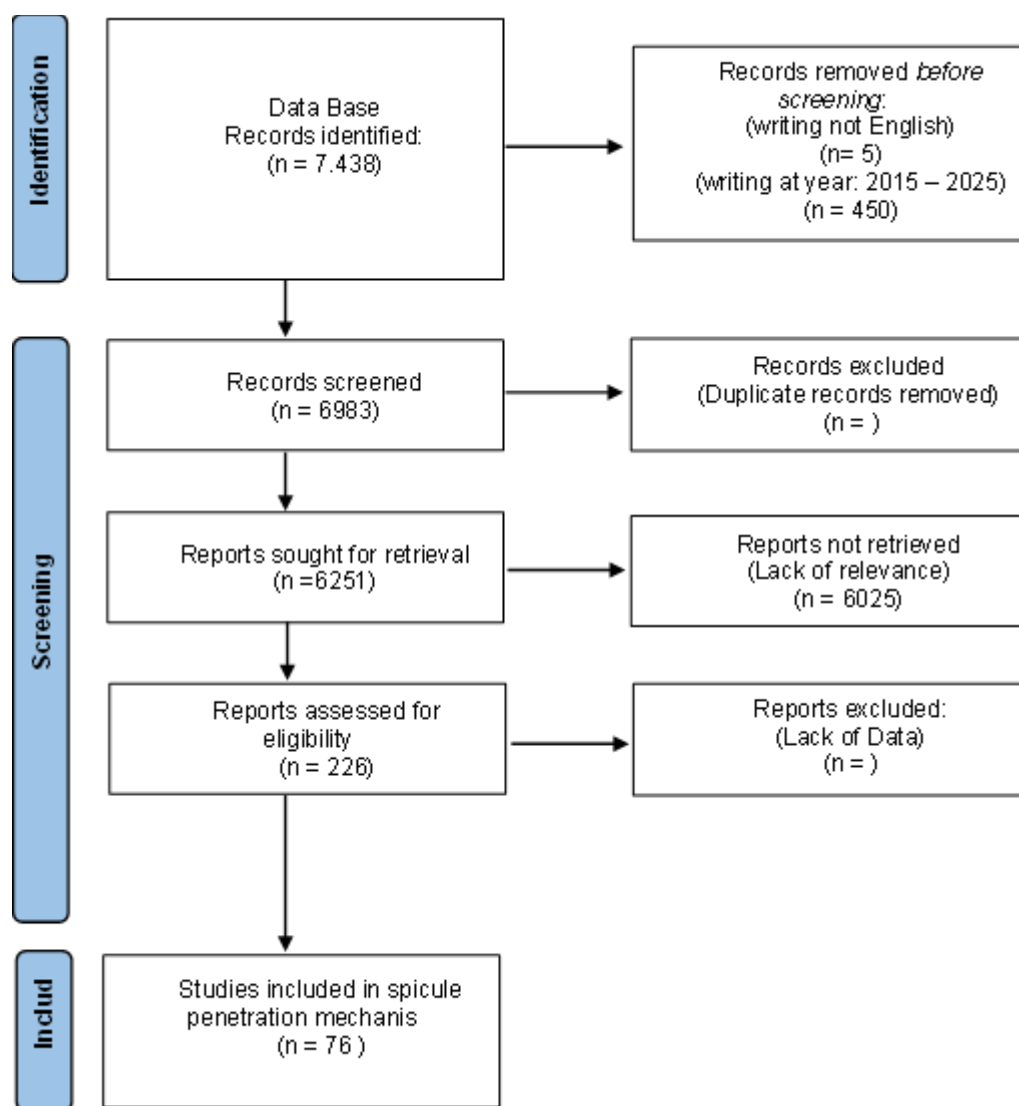 Identification
Data Base
Records identified:
(n = 7.438)
Records removed before
screening:
(writing not English)
(n= 5)
(writing at year: 2015 – 2025)
(n = 450)
Screening
Records screened
(n = 6983)
Records excluded
(Duplicate records removed)
(n = )
Reports sought for retrieval
(n =6251)
Reports not retrieved
(Lack of relevance)
(n = 6025)
Reports assessed for
eligibility
(n = 226)
Reports excluded:
(Lack of Data)
(n = )
Includ
Studies included in spicule
penetration mechanis
(n = 76 )